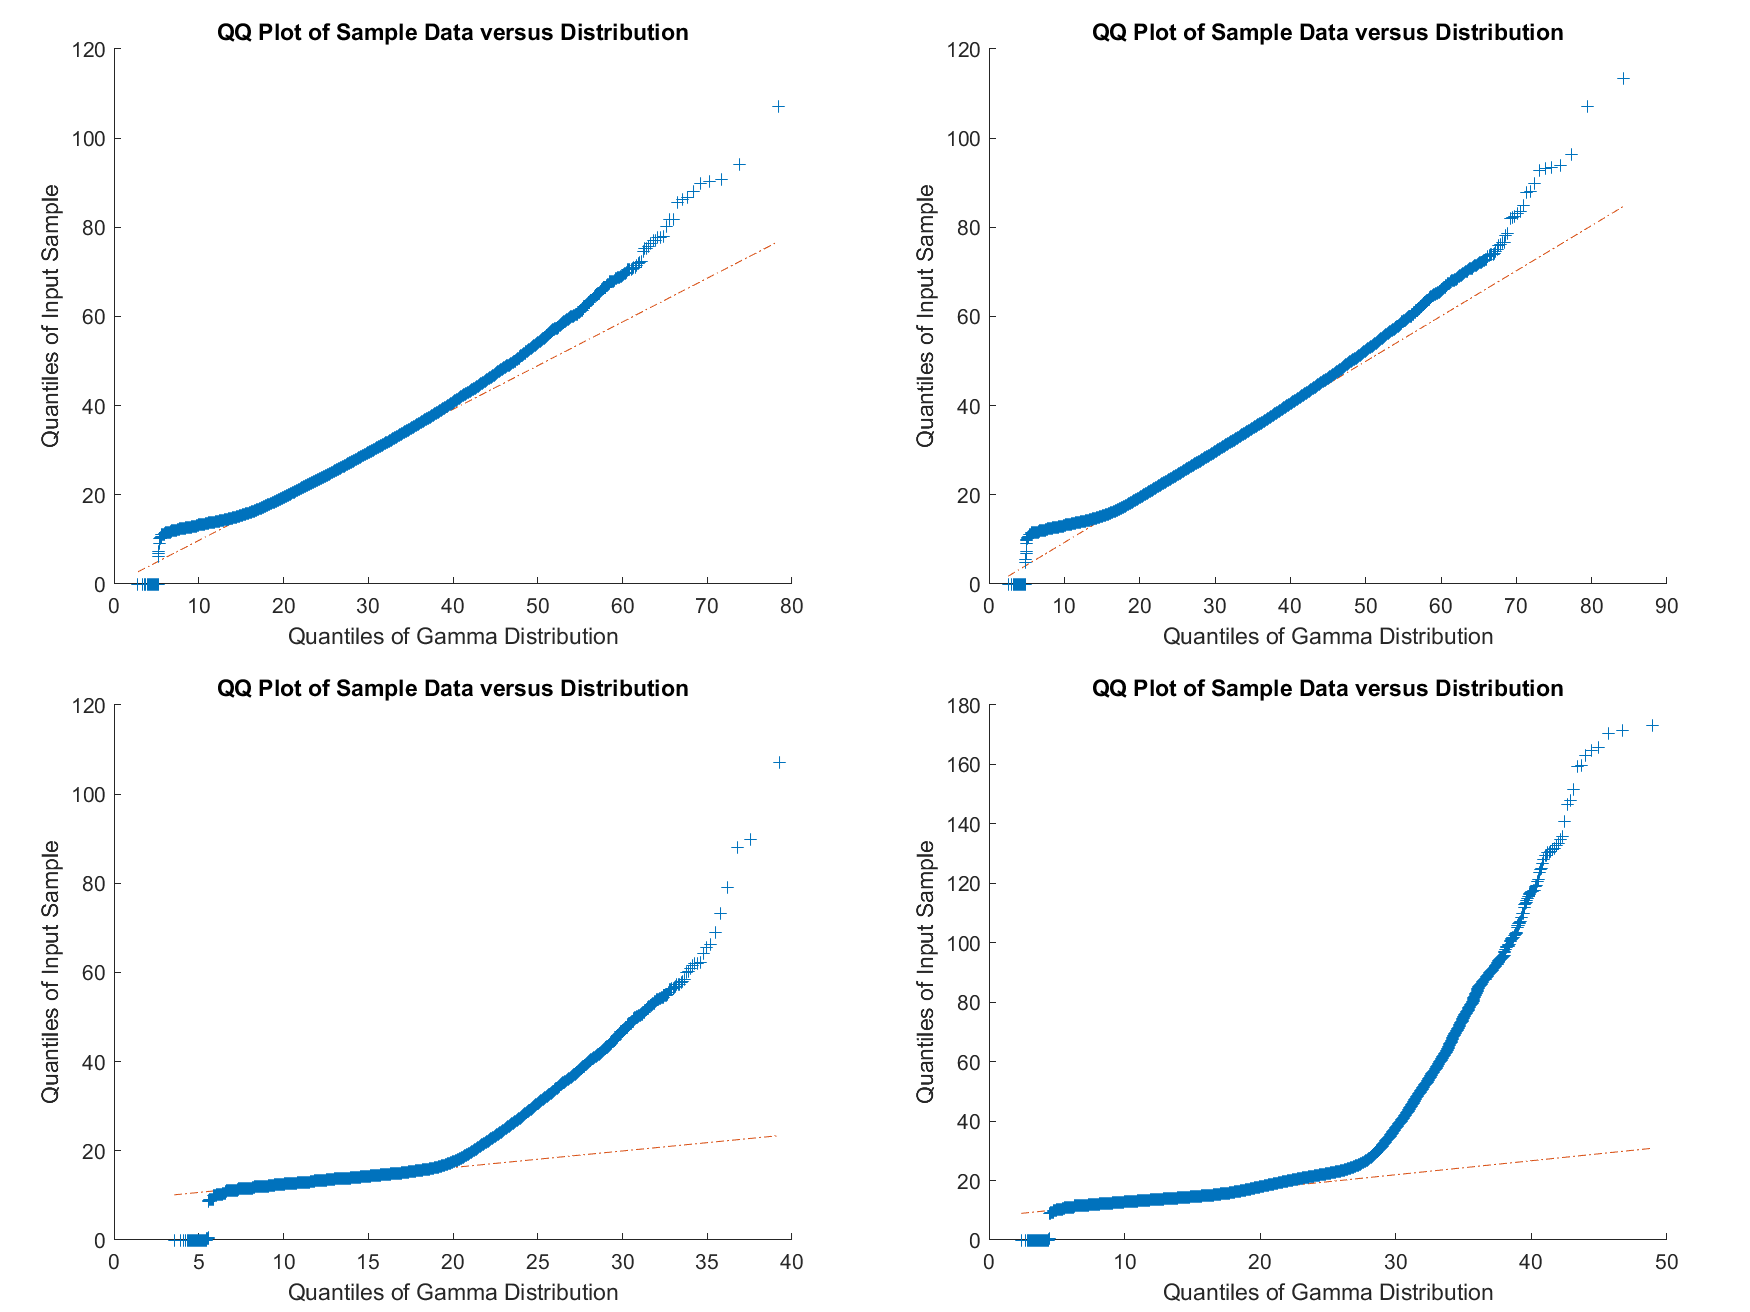 QQ Plot of Sample Data versus Distribution
120
100
80
60
40
20
0
Quantiles of Input Sample
0 10 20 30 40 50 60 70 80
Quantiles of Gamma Distribution
QQ Plot of Sample Data versus Distribution
120
100
80
60
40
20
0
Quantiles of Input Sample
0 10 20 30 40 50 60 70 80 90
Quantiles of Gamma Distribution
QQ Plot of Sample Data versus Distribution
120
100
80
60
40
20
0
Quantiles of Input Sample
0 5 10 15 20 25 30 35 40
Quantiles of Gamma Distribution
QQ Plot of Sample Data versus Distribution
180
160
140
120
100
80
60
40
20
0
Quantiles of Input Sample
0 10 20 30 40 50
Quantiles of Gamma Distribution